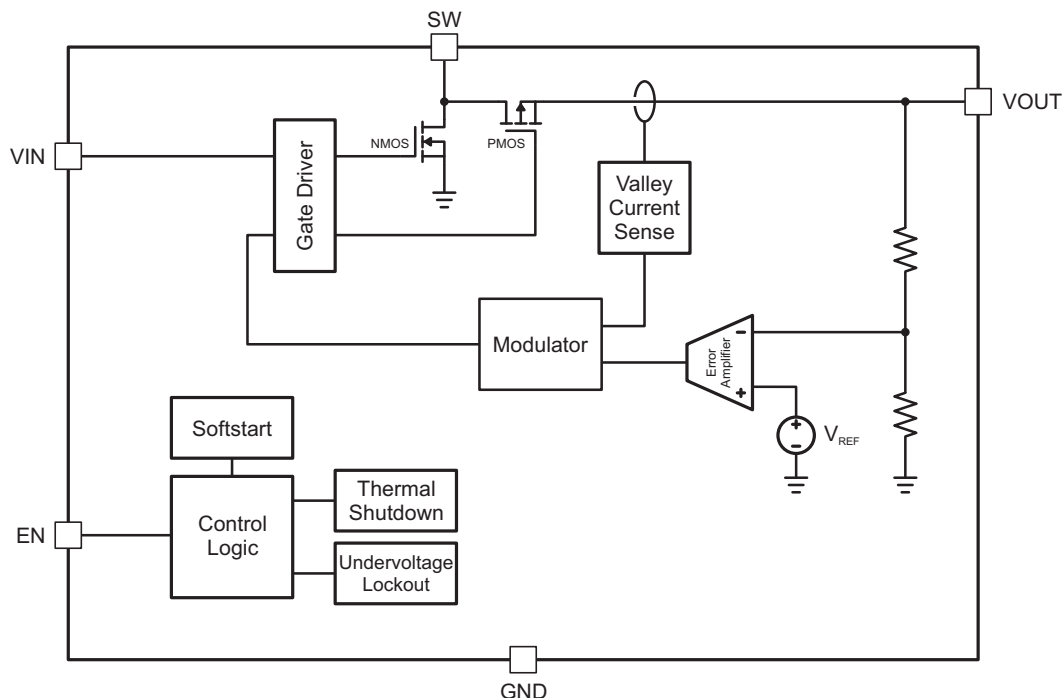 SW
VOUT
VIN
NMOS
PMOS
Gate Driver
Valley
Current
Sense
Modulator
Error
Amplifier
VREF
Softstart
Thermal
Shutdown
EN
Control
Logic
Undervoltage
Lockout
GND